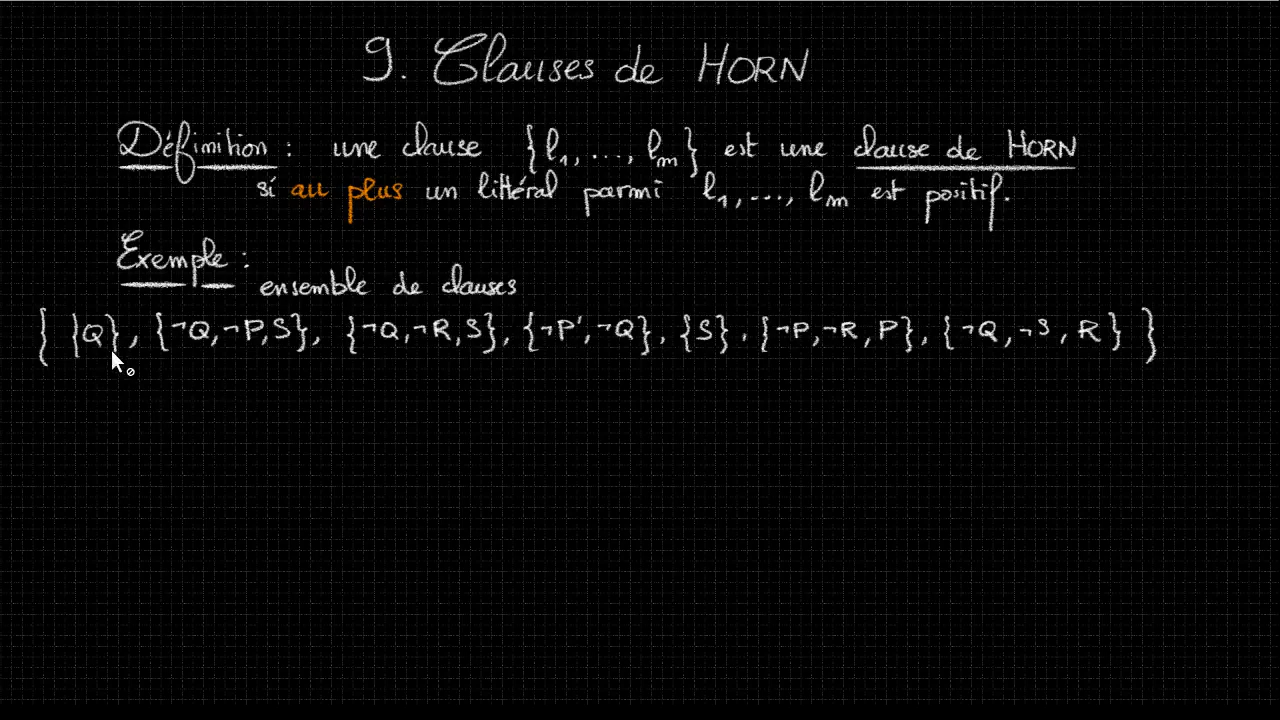 9. Clauses de HORN
Définition : une clause {l₁, ..., lₘ} est une clause de HORN
si au plus un littéral parmi l₁, ..., lₘ est positif.
Exemple :
ensemble de clauses
{ {Q}, {¬Q, ¬P, S}, {¬Q, ¬R, S}, {¬P', ¬Q}, {S}, {¬P, ¬R, P}, {¬Q, ¬S, R} }